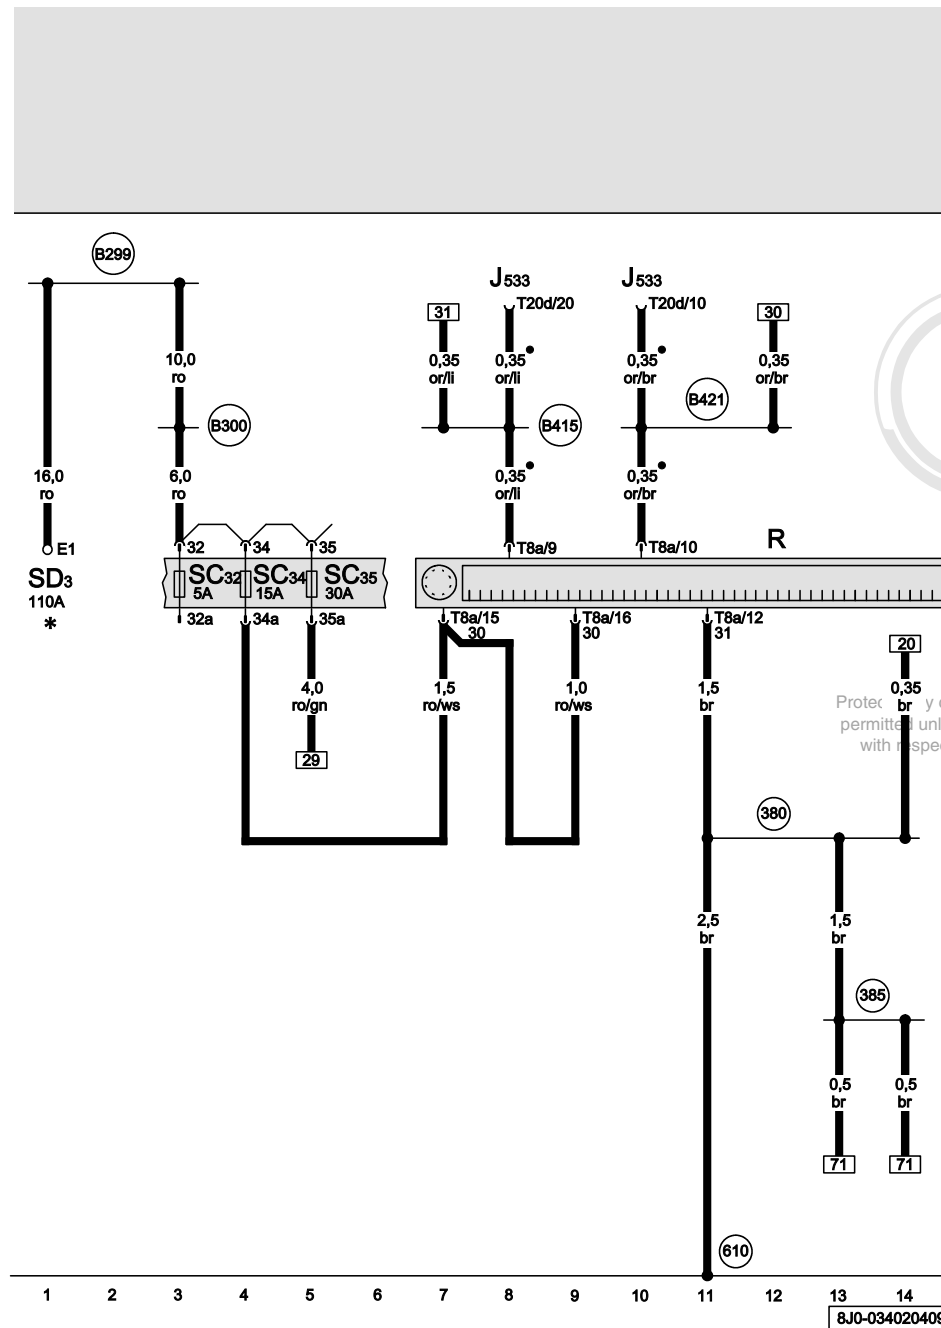 B299
J533 J533
31 T20d/20 T20d/10 30
10,0 0,35 0,35 0,35 0,35
ro or/li or/li or/br or/br
B421
B300 B415
16,0 6,0 0,35 0,35
ro ro or/li or/br
E1 32 34 35 T8a/9 T8a/10 R
SD3 SC32 SC34 SC35
110A 5A 15A 30A
*
32a 34a 35a T8a/15 T8a/16 T8a/12
30 30 31
20
4,0 1,5 1,0 1,5 0,35
ro/gn ro/ws ro/ws br br
permitted
with
29
380
2,5 1,5
br br
385
0,5 0,5
br br
71 71
610
1 2 3 4 5 6 7 8 9 10 11 12 13 14
8J0-034020409